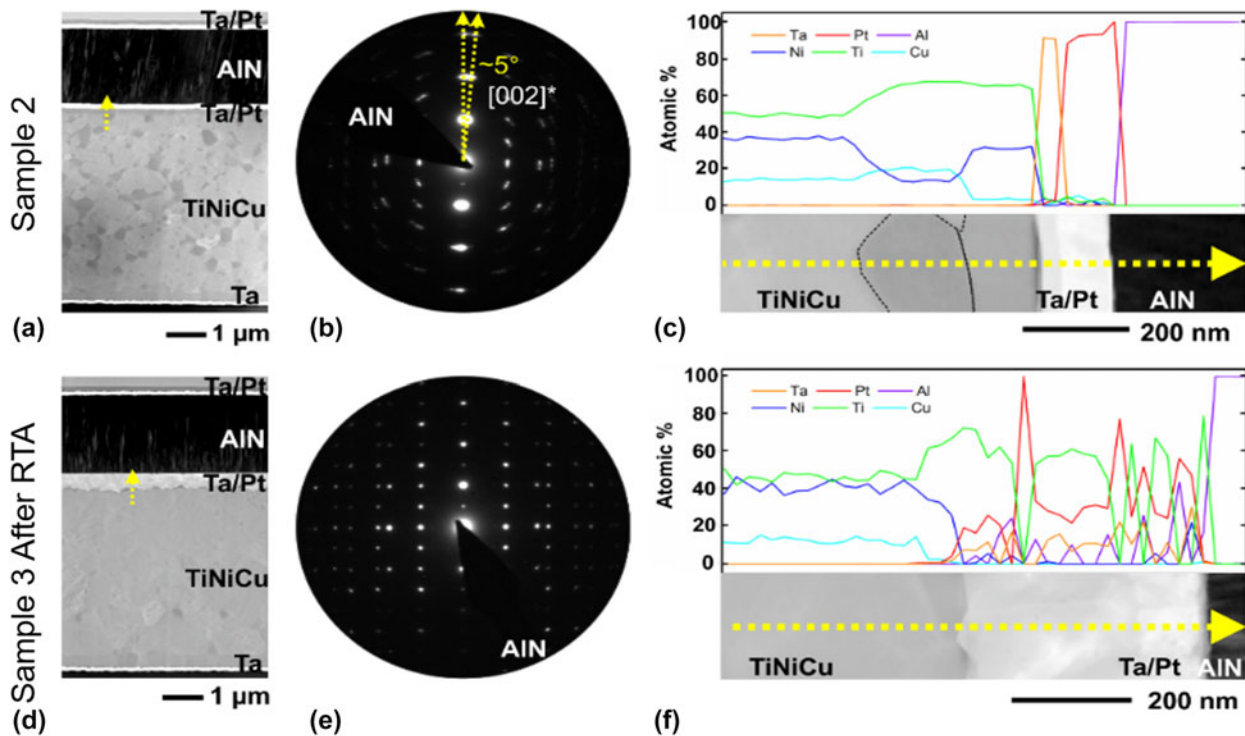 Sample 2
Ta/Pt
AlN
Ta/Pt
TiNiCu
Ta
(a)
1 µm
~5°
[002]*
AlN
(b)
Ta Pt Al
Ni Ti Cu
Atomic %
100
80
60
40
20
0
TiNiCu
Ta/Pt
AlN
(c)
200 nm
Sample 3 After RTA
Ta/Pt
AlN
Ta/Pt
TiNiCu
Ta
(d)
1 µm
AlN
(e)
Ta Pt Al
Ni Ti Cu
Atomic %
100
80
60
40
20
0
TiNiCu
Ta/Pt
AlN
(f)
200 nm